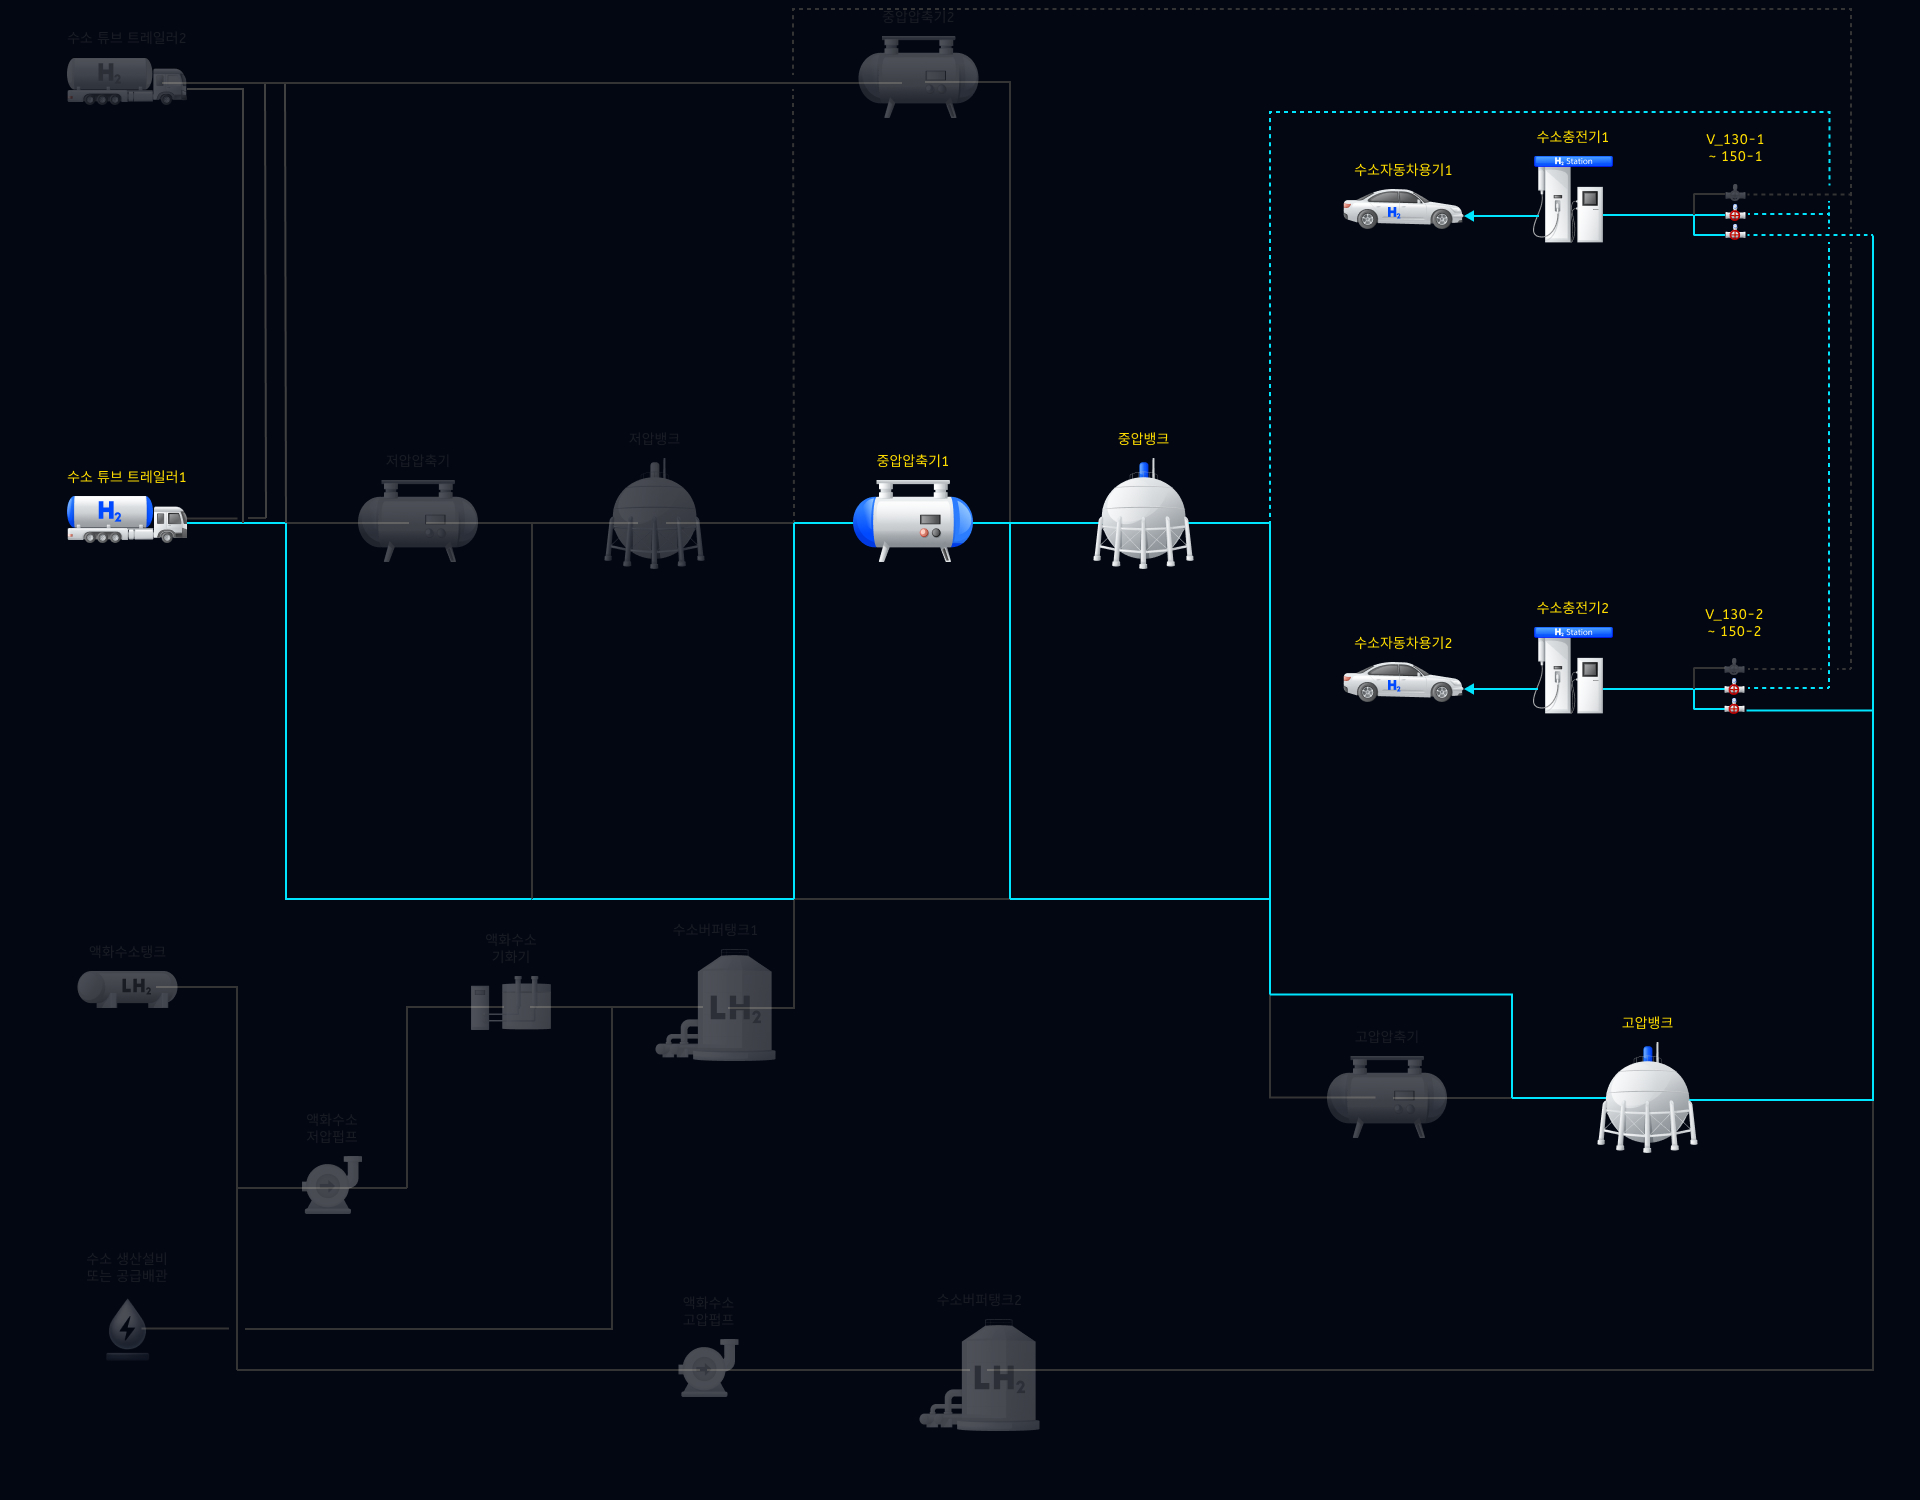 수소 튜브 트레일러2
H2
중압압축기2
수소충전기1
H2 Station
V_130-1
~ 150-1
수소자동차용기1
H2
저압뱅크
저압압축기
중압압축기1
중압뱅크
수소 튜브 트레일러1
H2
수소충전기2
H2 Station
V_130-2
~ 150-2
수소자동차용기2
H2
수소버퍼탱크1
LH2
액화수소
기화기
액화수소탱크
LH2
고압뱅크
고압압축기
액화수소
저압펌프
수소 생산설비
또는 공급배관
액화수소
고압펌프
수소버퍼탱크2
LH2